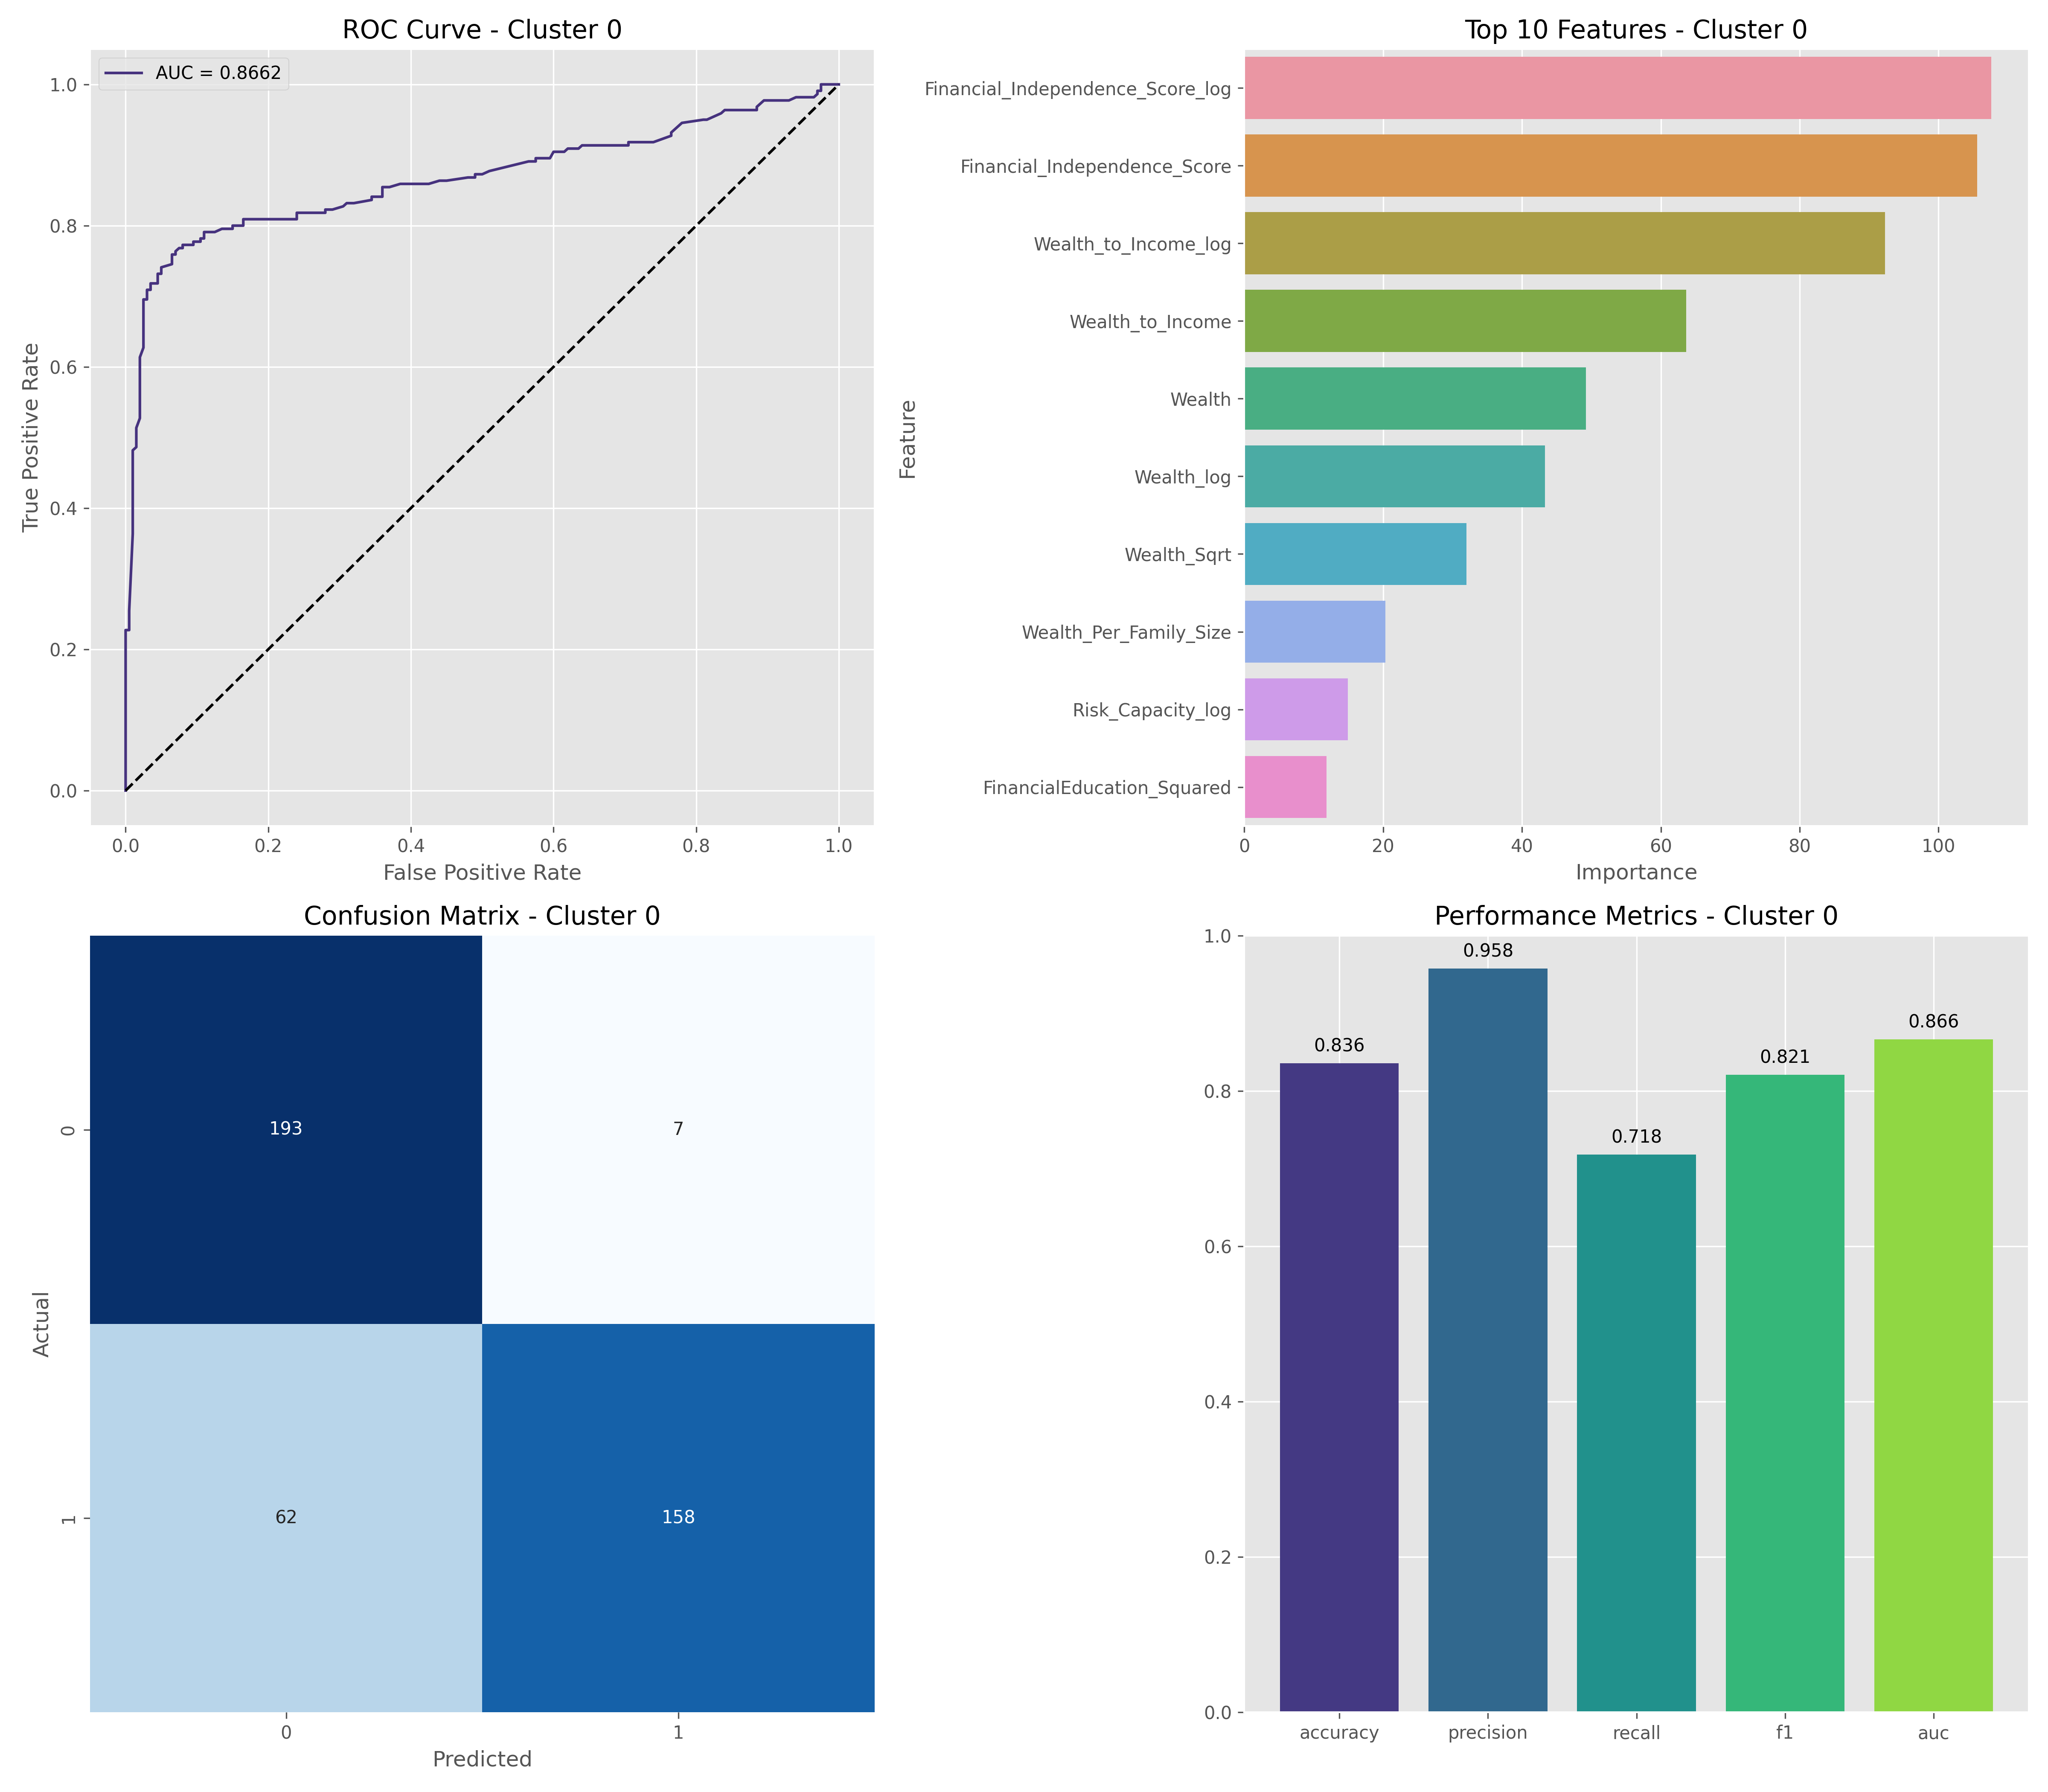 ROC Curve - Cluster 0
AUC = 0.8662
1.0
0.8
0.6
0.4
0.2
0.0
True Positive Rate
0.0 0.2 0.4 0.6 0.8 1.0
False Positive Rate
Top 10 Features - Cluster 0
Feature
Financial_Independence_Score_log
Financial_Independence_Score
Wealth_to_Income_log
Wealth_to_Income
Wealth
Wealth_log
Wealth_Sqrt
Wealth_Per_Family_Size
Risk_Capacity_log
FinancialEducation_Squared
0 20 40 60 80 100
Importance
Confusion Matrix - Cluster 0
Actual
0
193 7
1
62 158
0 1
Predicted
Performance Metrics - Cluster 0
1.0
0.8
0.6
0.4
0.2
0.0
0.836
0.958
0.718
0.821
0.866
accuracy precision recall f1 auc